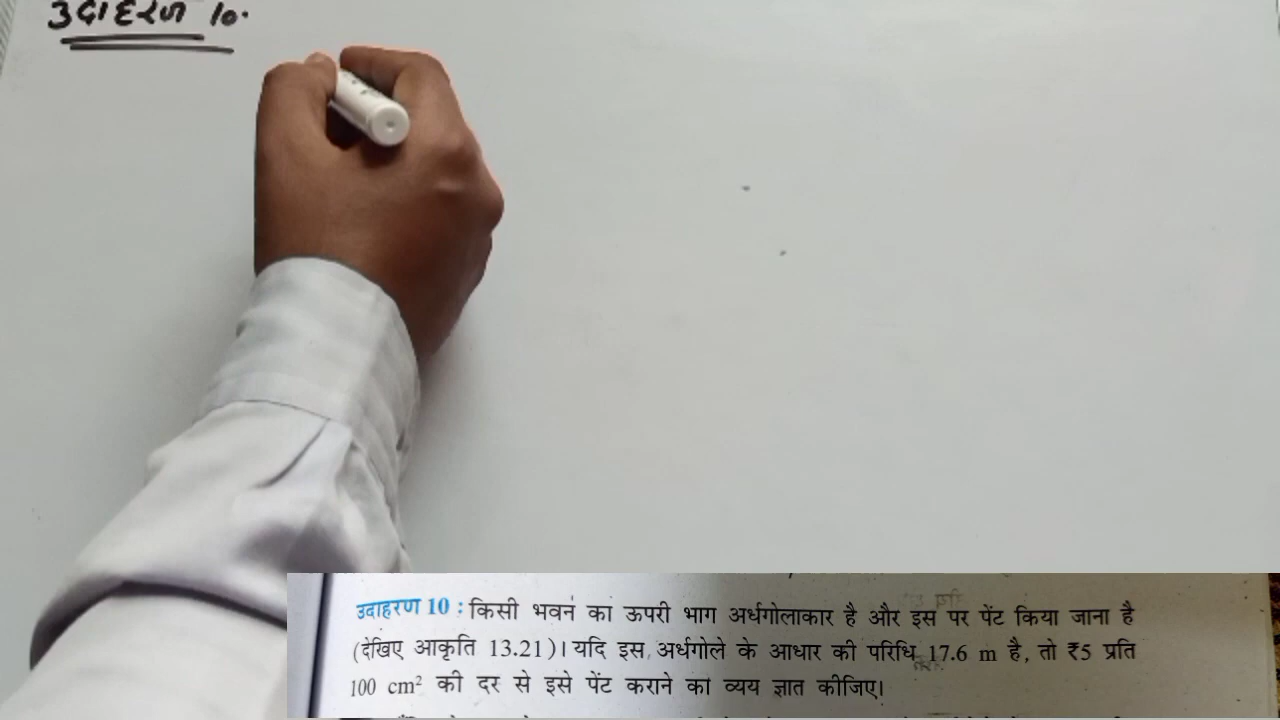 उदाहरण 10.
उदाहरण 10 : किसी भवन का ऊपरी भाग अर्धगोलाकार है और इस पर पेंट किया जाना है
(देखिए आकृति 13.21)। यदि इस अर्धगोले के आधार की परिधि 17.6 m है, तो ₹5 प्रति
100 cm² की दर से इसे पेंट कराने का व्यय ज्ञात कीजिए।